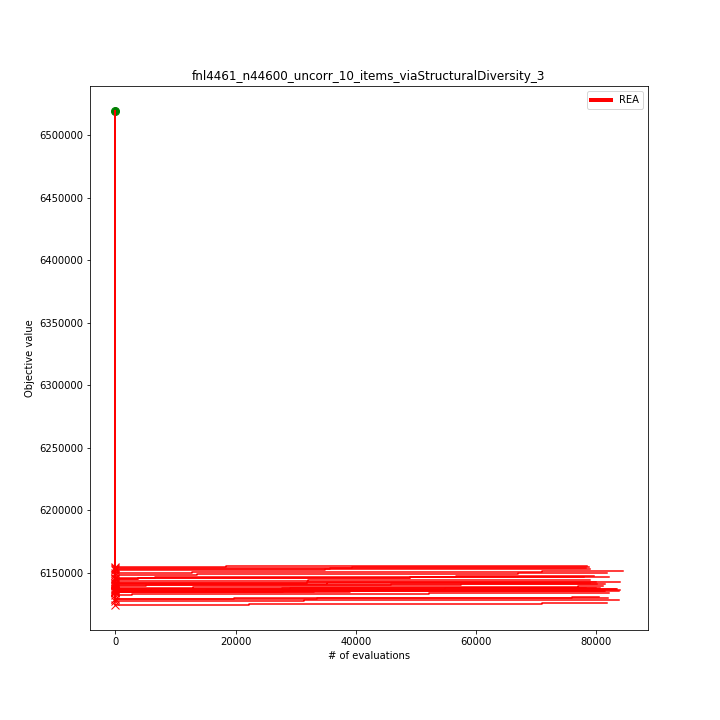 fnl4461_n44600_uncorr_10_items_viaStructuralDiversity_3
REA
6500000
6450000
6400000
6350000
6300000
6250000
6200000
6150000
Objective value
0 20000 40000 60000 80000
# of evaluations